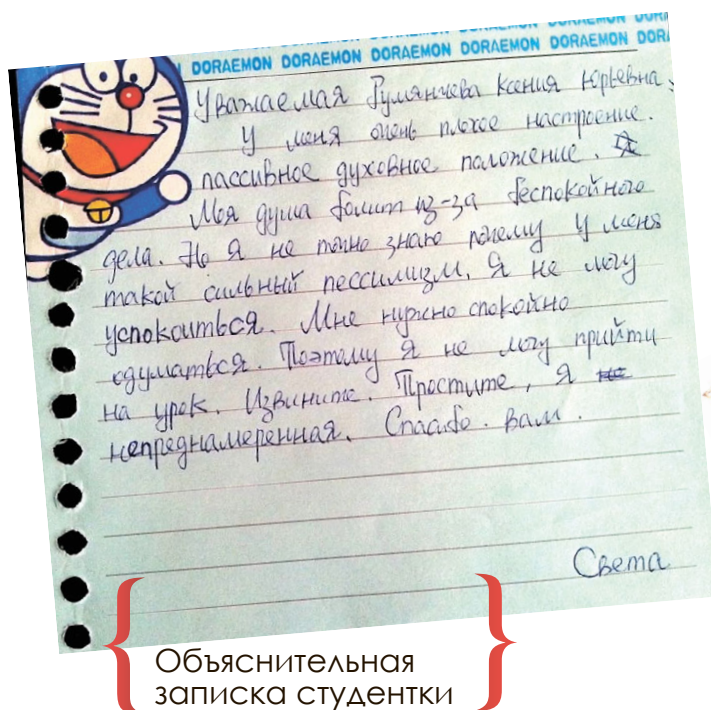 DORAEMON DORAEMON DORAEMON DORAEMON DORAEMON
Уважаемая Румянчева Ксения Юрьевна,
У меня очень плохое настроение.
пассивное духовное положение. Я
Моя душа болит из-за беспокойного
дела. Но Я не точно знаю почему у меня
такой сильный пессимизм. Я не могу
успокоиться. Мне нужно спокойно
одуматься. Поэтому Я не могу прийти
на урок. Извините. Простите, Я не
непреднамеренная. Спасибо. вам.
Света
Объяснительная
записка студентки